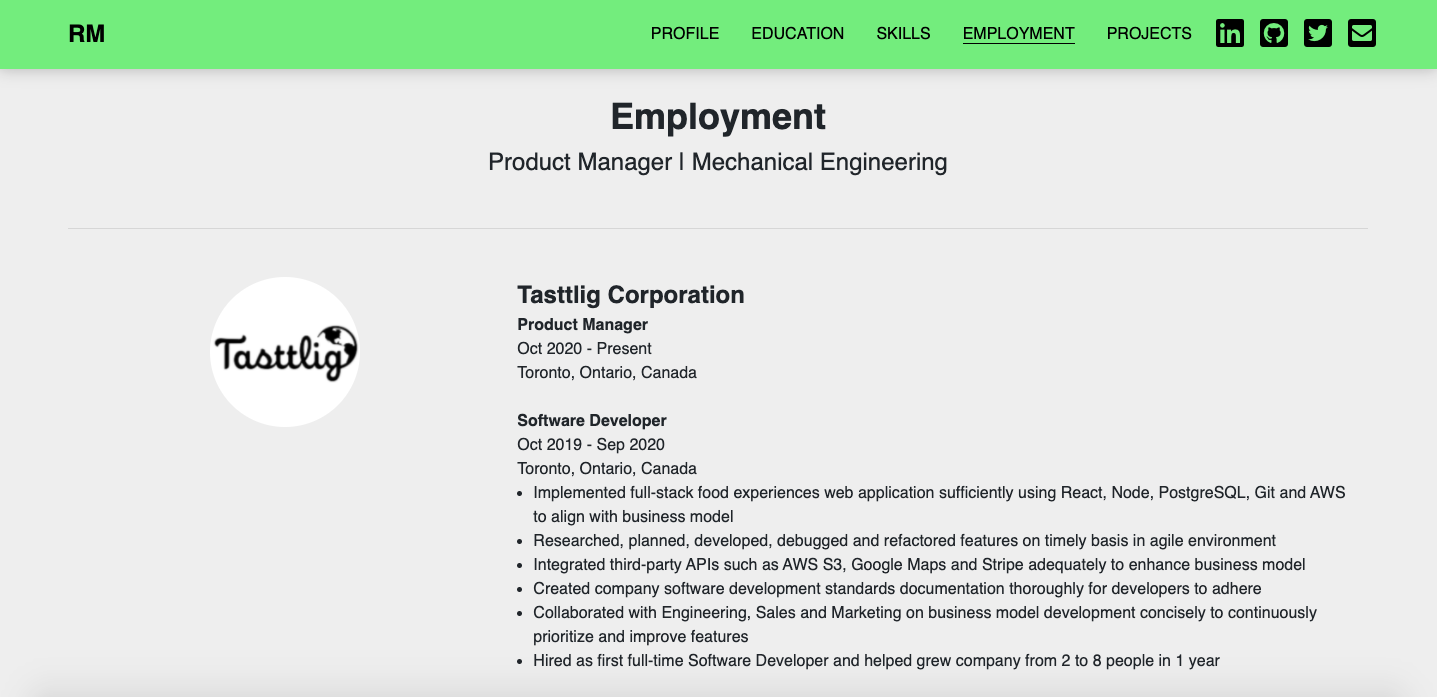 RM
PROFILE EDUCATION SKILLS EMPLOYMENT PROJECTS
Employment
Product Manager | Mechanical Engineering
Tasttlig
Tasttlig Corporation
Product Manager
Oct 2020 - Present
Toronto, Ontario, Canada
Software Developer
Oct 2019 - Sep 2020
Toronto, Ontario, Canada
• Implemented full-stack food experiences web application sufficiently using React, Node, PostgreSQL, Git and AWS
to align with business model
• Researched, planned, developed, debugged and refactored features on timely basis in agile environment
• Integrated third-party APIs such as AWS S3, Google Maps and Stripe adequately to enhance business model
• Created company software development standards documentation thoroughly for developers to adhere
• Collaborated with Engineering, Sales and Marketing on business model development concisely to continuously
prioritize and improve features
• Hired as first full-time Software Developer and helped grew company from 2 to 8 people in 1 year